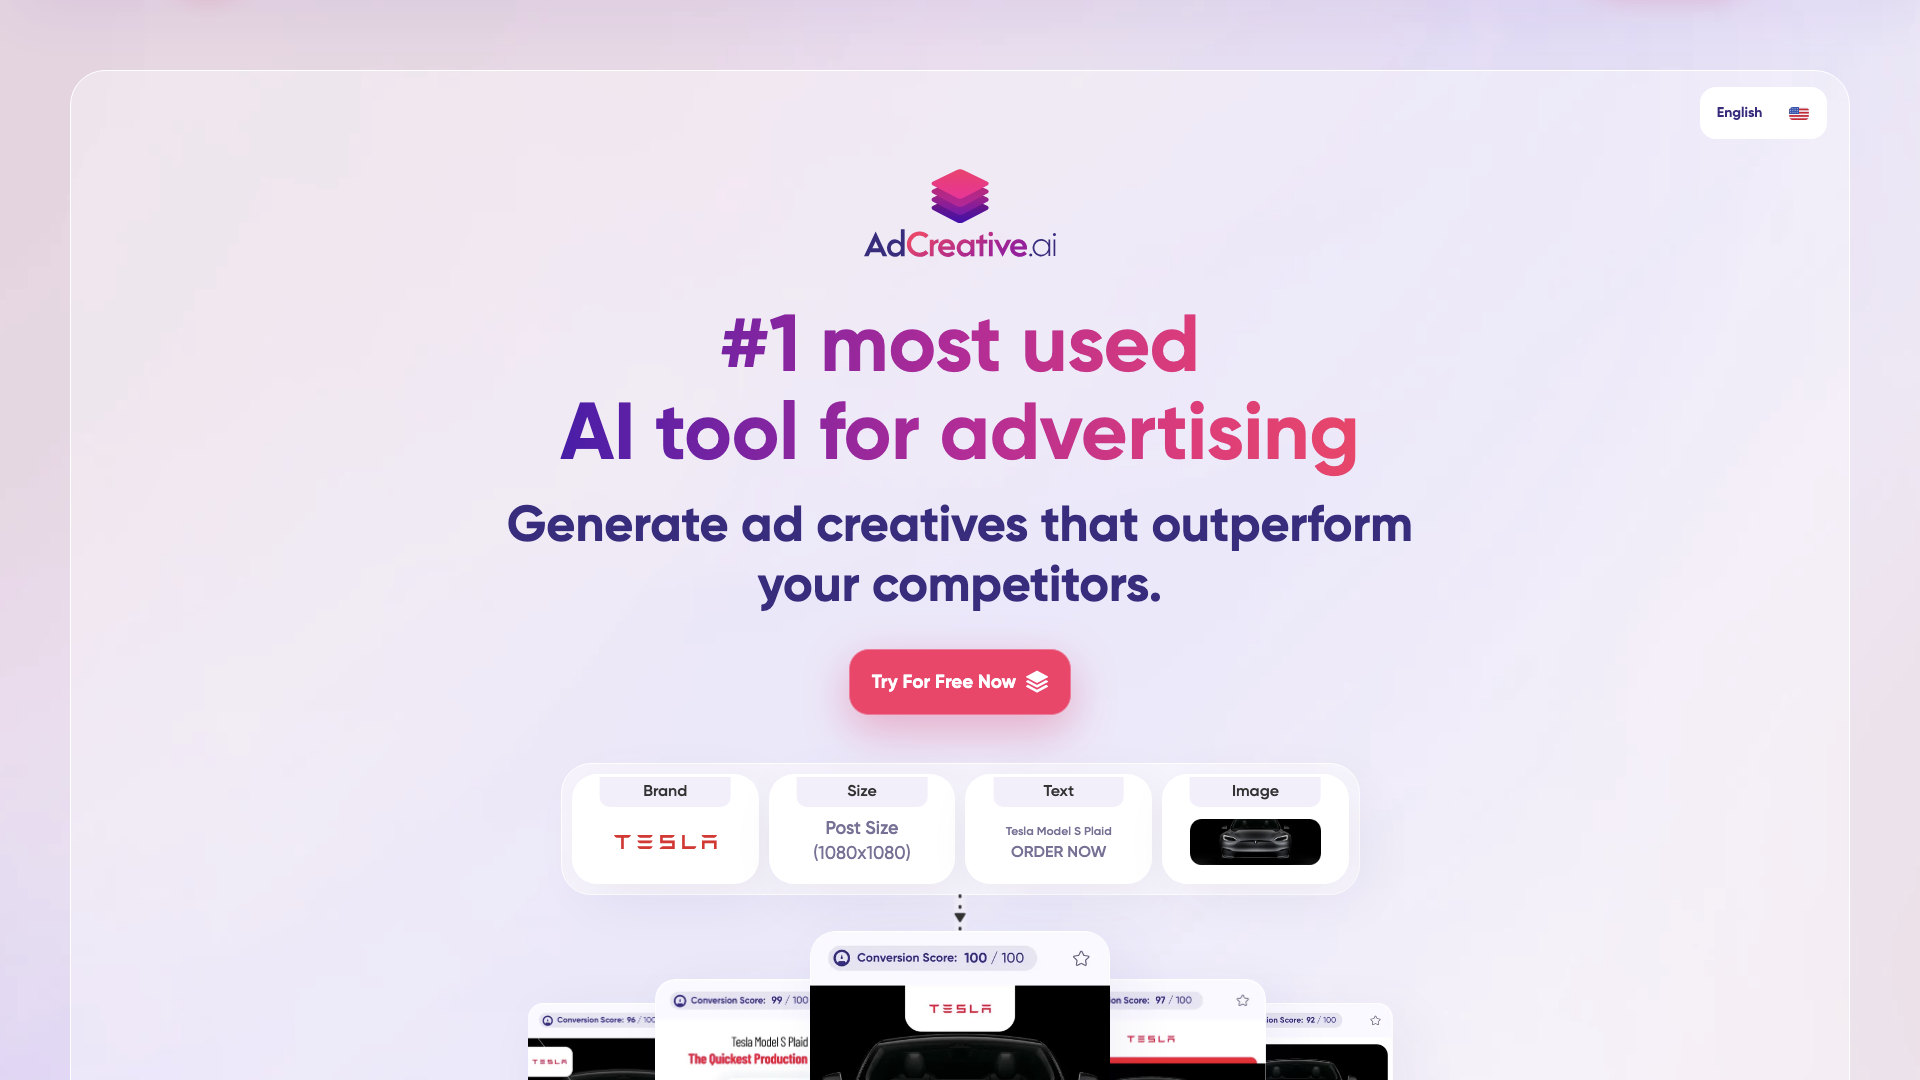 English
AdCreative.ai
#1 most used
AI tool for advertising
Generate ad creatives that outperform
your competitors.
Try For Free Now
Brand
Size
Text
Image
TESLA
Post Size
(1080x1080)
Tesla Model S Plaid
ORDER NOW
Conversion Score: 100 / 100
Conversion Score: 99 / 100
on Score: 97 / 100
Conversion Score: 96 / 100
ion Score: 92 / 100
TESLA
TESLA
TESLA
Tesla Model S Plaid
The Quickest Production